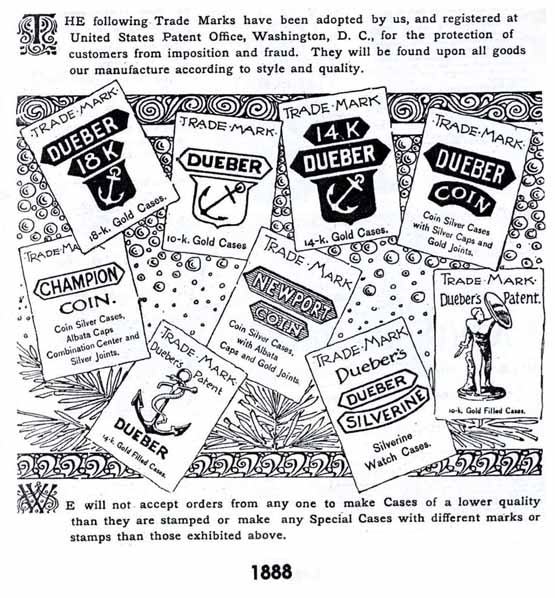 THE following Trade Marks have been adopted by us, and registered at
United States Patent Office, Washington, D. C., for the protection of
customers from imposition and fraud. They will be found upon all goods
our manufacture according to style and quality.
TRADE-MARK
DUEBER
18 K
18-k. Gold Cases.
TRADE-MARK
DUEBER
10-k. Gold Cases
TRADE-MARK
14 K
DUEBER
14-k. Gold Cases.
TRADE-MARK
DUEBER
COIN
Coin Silver Cases
with Silver Caps and
Gold Joints.
TRADE-MA
CHAMPION
COIN.
Coin Silver Cases,
Albata Caps
Combination Center and
Silver Joints.
TRADE-MARK
NEWPORT
COIN
Coin Silver Cases,
with Albata
Caps and Gold Joints.
TRADE-MARK
Dueber's Patent.
10-k. Gold Filled Cases.
TRADE-MARK
Dueber's Patent
DUEBER
14-k. Gold Filled Cases.
TRADE-MARK
Dueber's
DUEBER
SILVERINE
Silverine
Watch Cases.
WE will not accept orders from any one to make Cases of a lower quality
than they are stamped or make any Special Cases with different marks or
stamps than those exhibited above.
1888